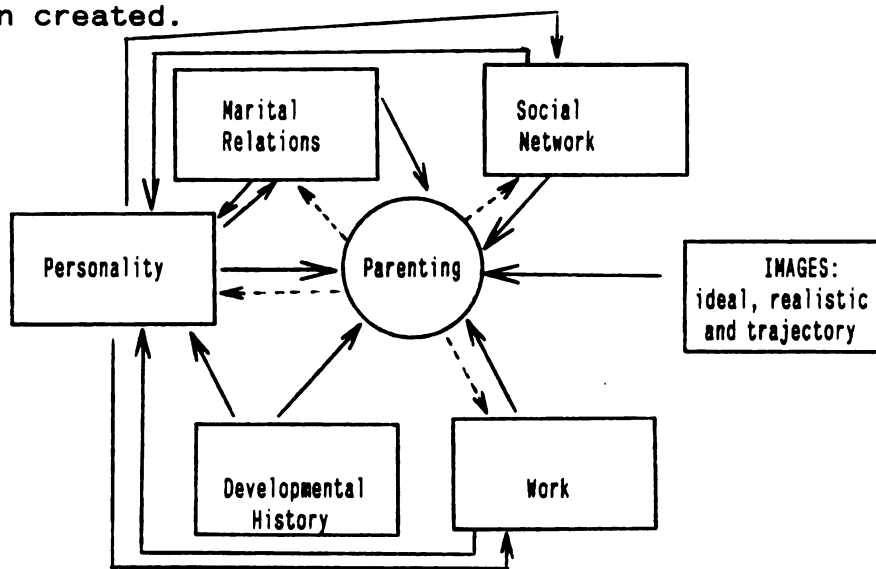 n created.
Marital
Relations
Social
Network
Personality
Parenting
IMAGES:
ideal, realistic
and trajectory
Developmental
History
Work